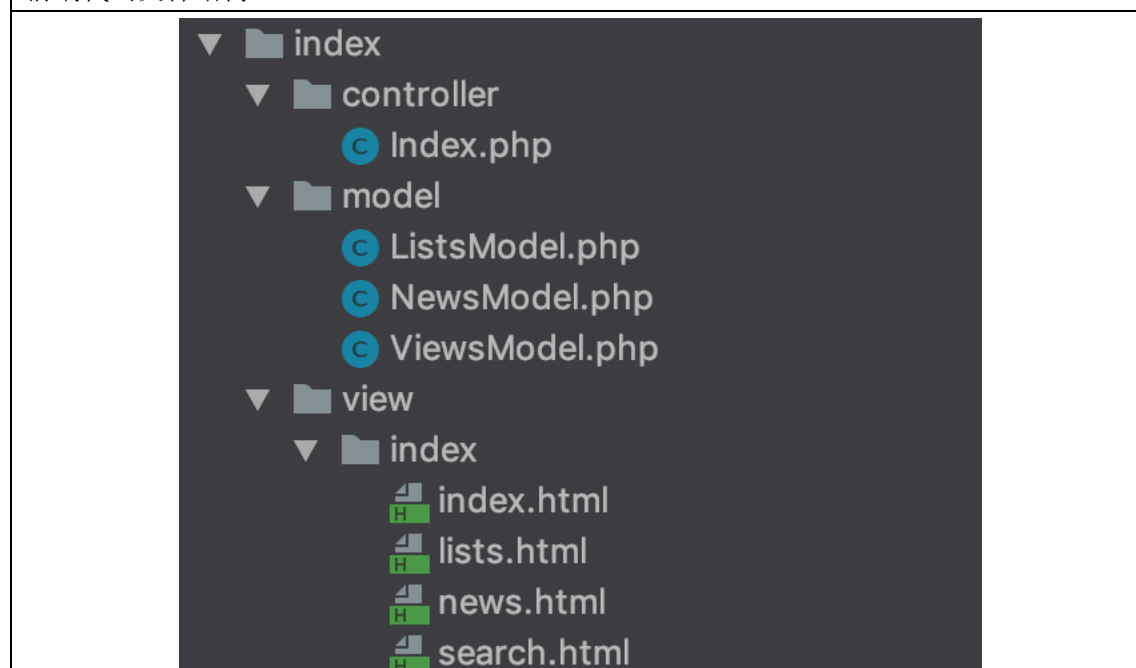 index
controller
Index.php
model
ListsModel.php
NewsModel.php
ViewsModel.php
view
index
index.html
lists.html
news.html
search.html